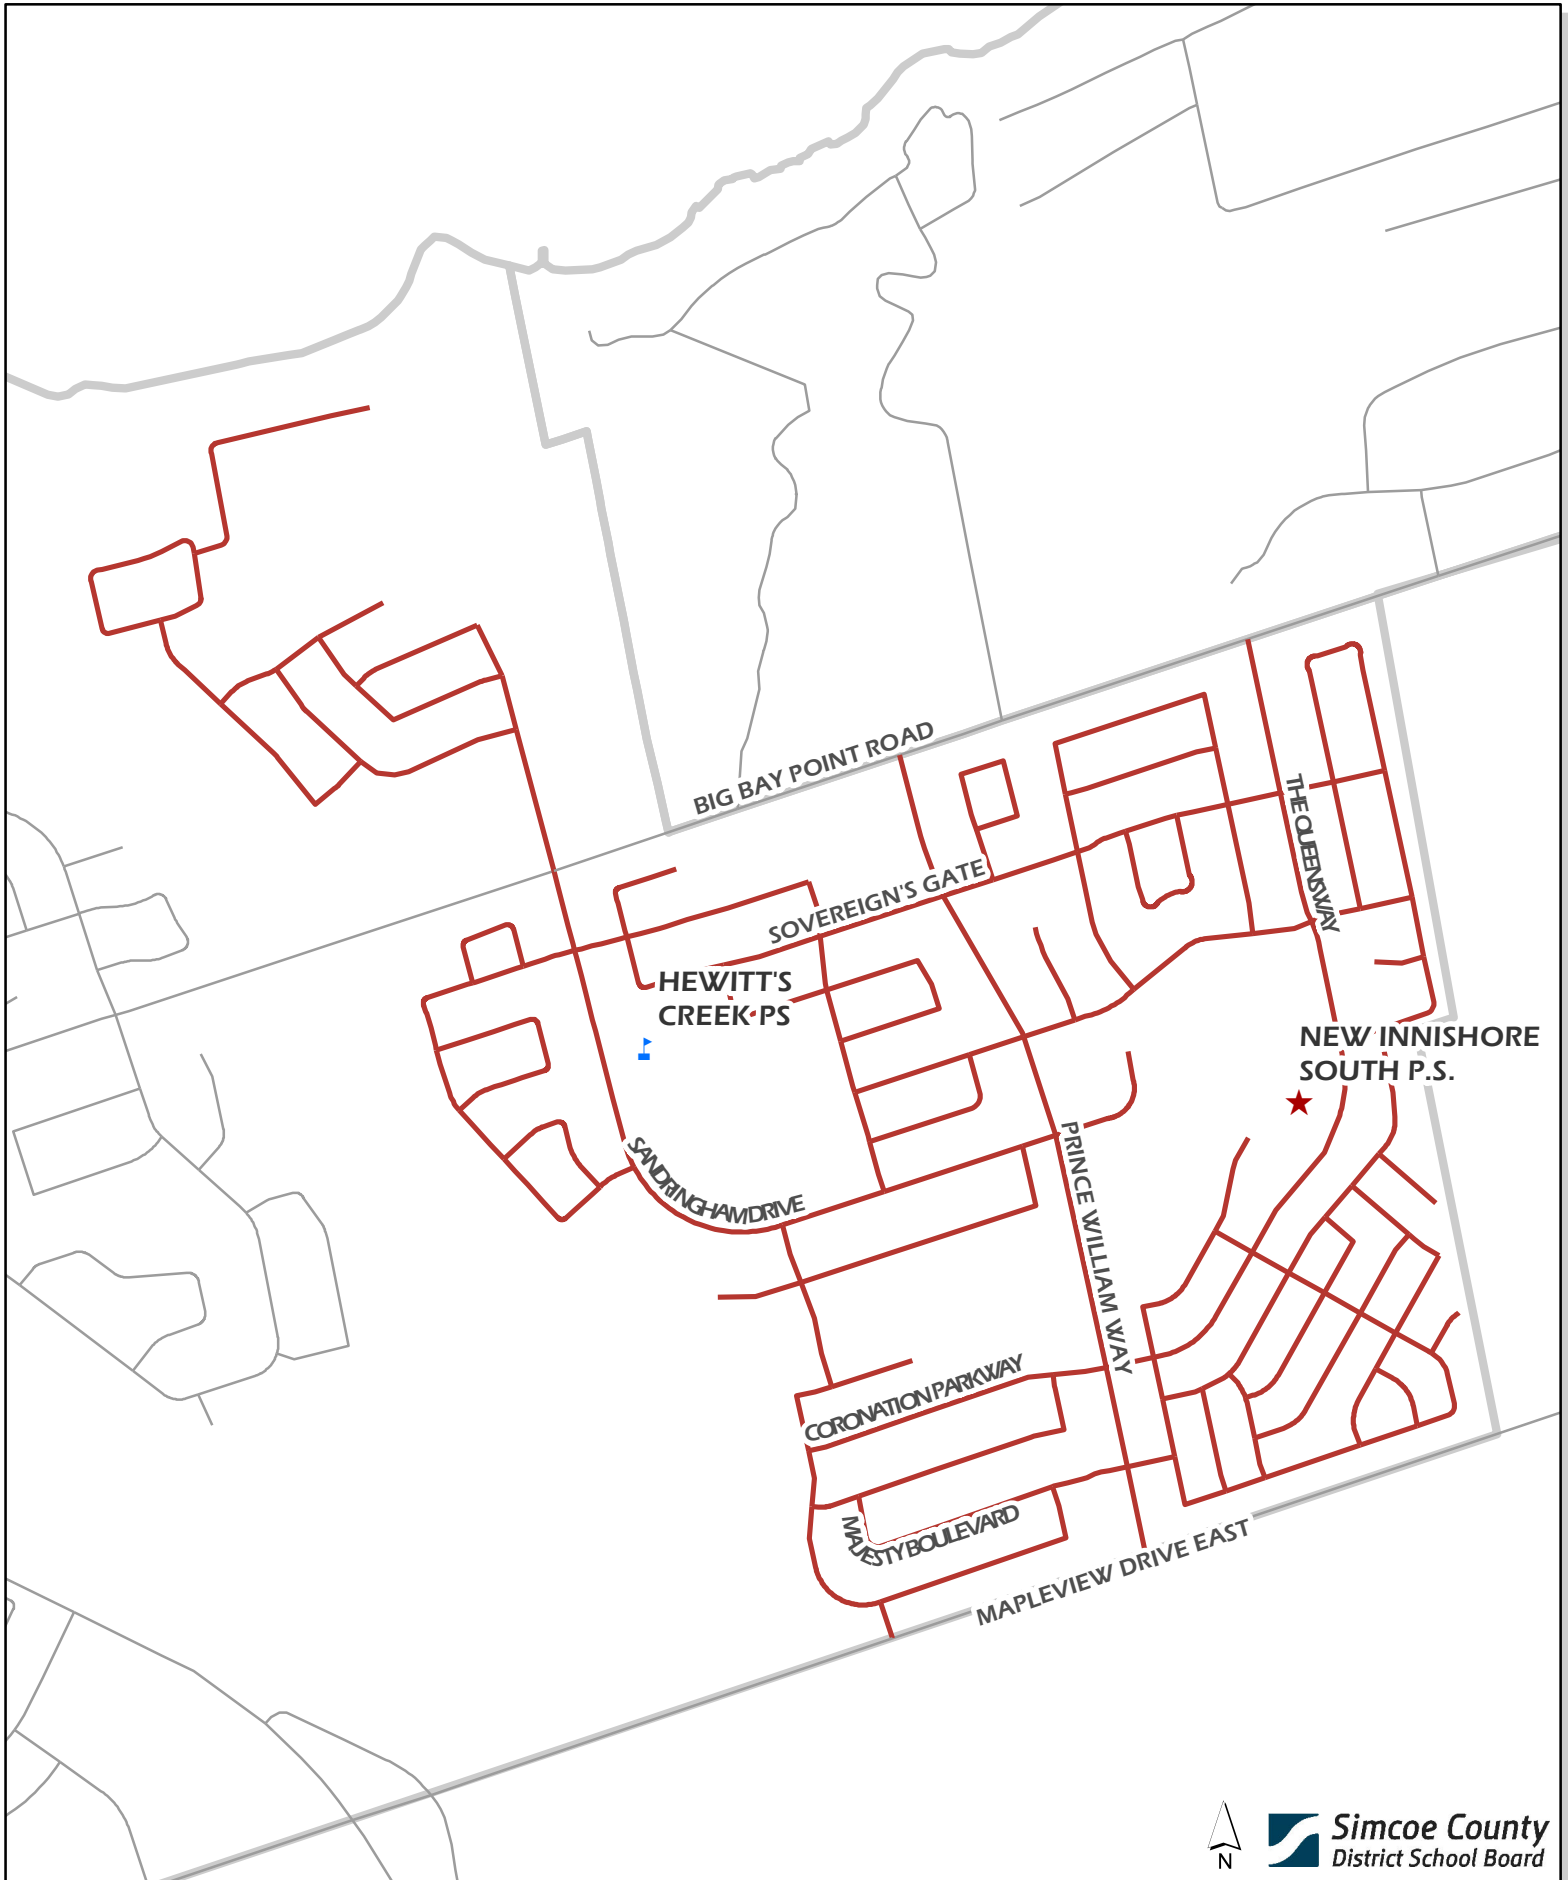 BIG BAY POINT ROAD
THE QUEENSWAY
SOVEREIGN'S GATE
HEWITT'S
CREEK PS
NEW INNISHORE
SOUTH P.S.
SANDRINGHAM DRIVE
PRINCE WILLIAM WAY
CORONATION PARKWAY
MAJESTY BOULEVARD
MAPLEVIEW DRIVE EAST
N
Simcoe County
District School Board